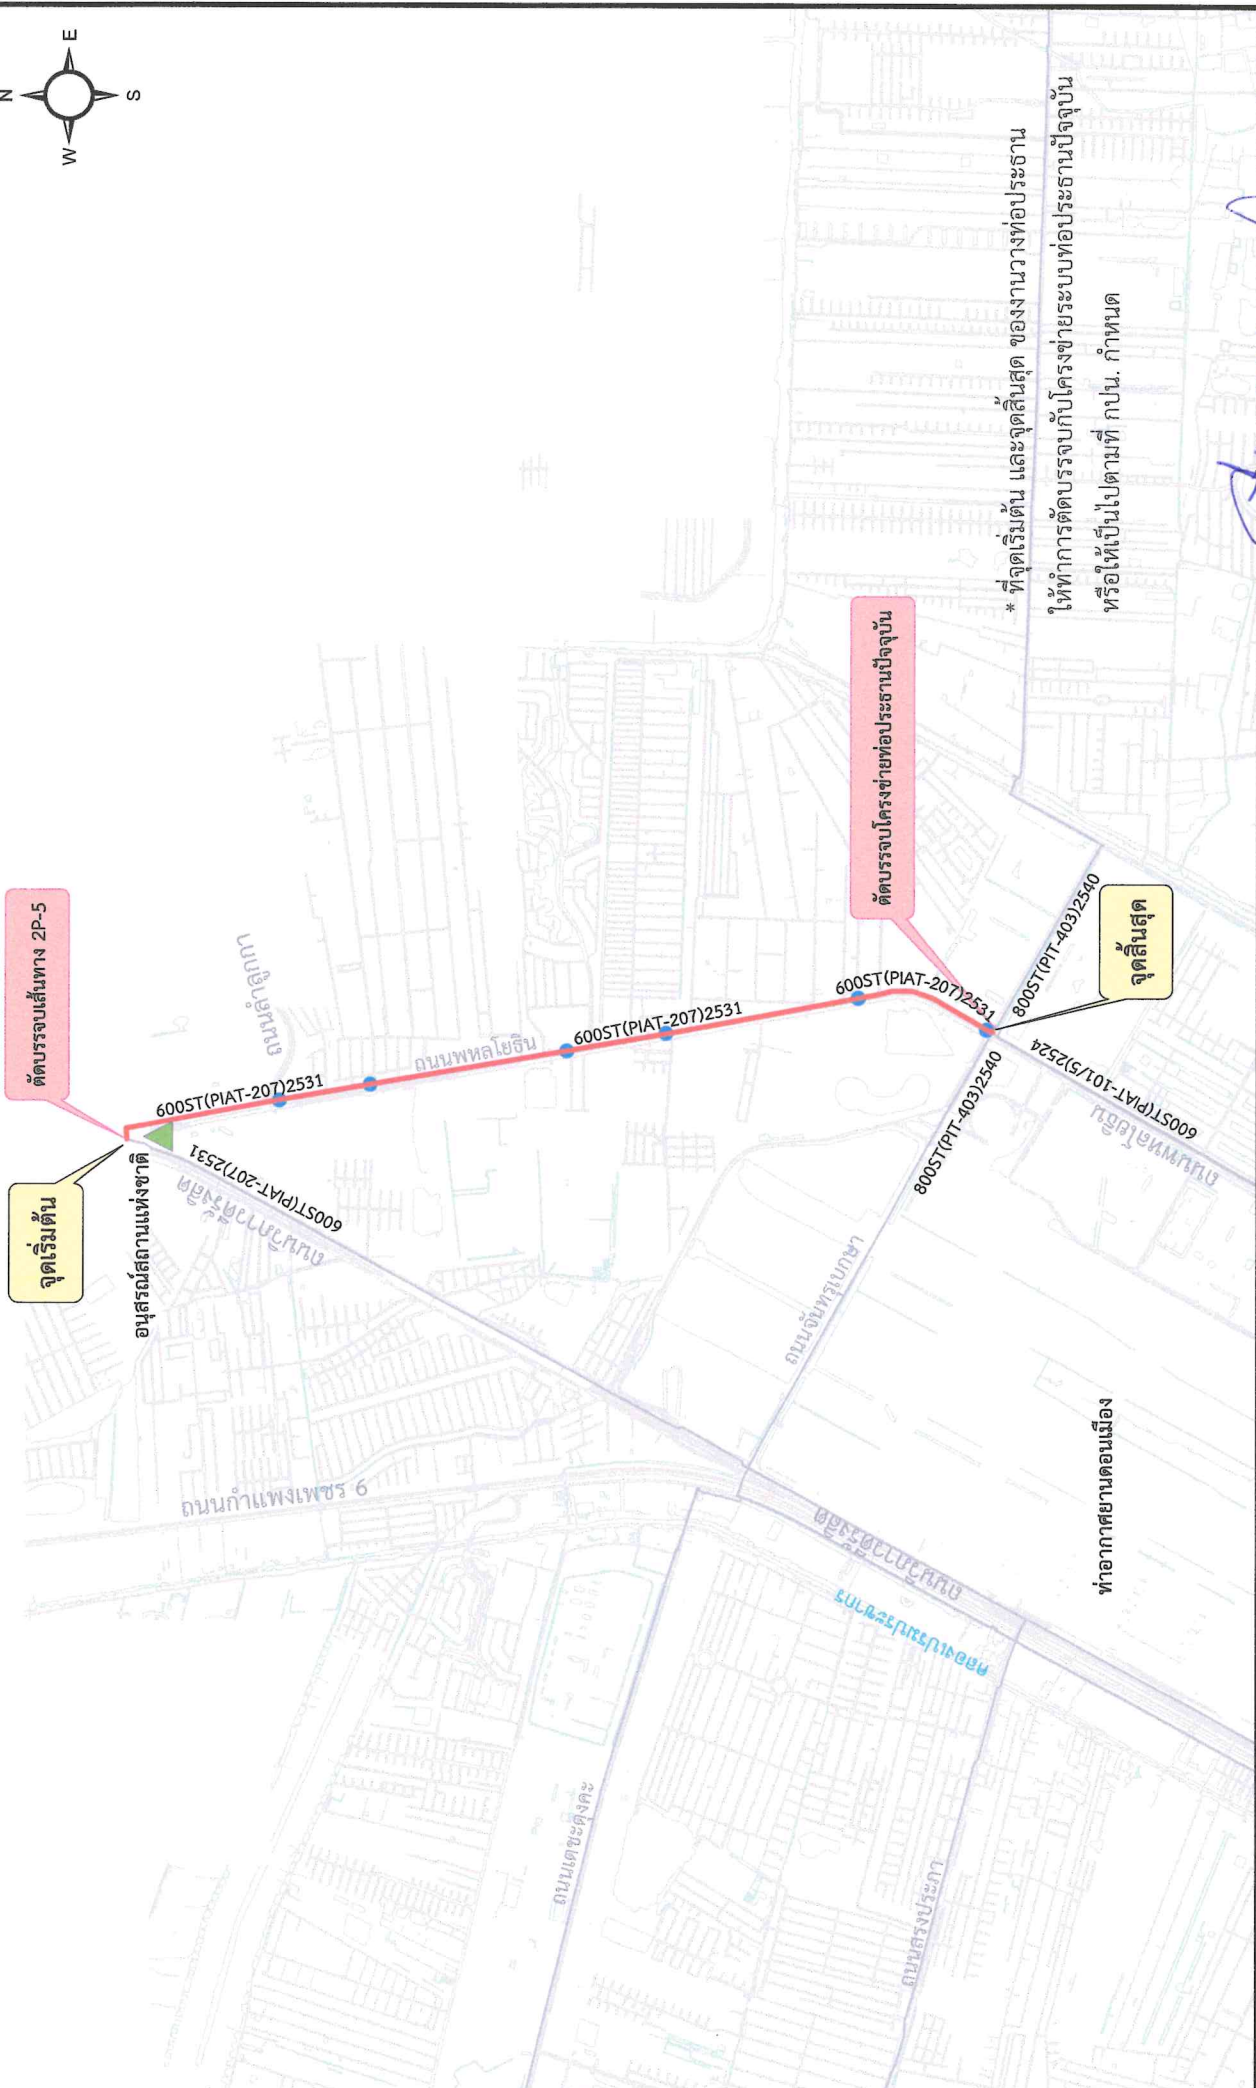 N
E
W
S
ตัดบรรจบเส้นทาง 2P-5
จุดเริ่มต้น
อนุสรณ์สถานแห่งชาติ
600ST(PIAT-207)2531
600ST(PIAT-207)2531
ถนนวิภาวดีรังสิต
ถนนลำลูกกา
ถนนพหลโยธิน
600ST(PIAT-207)2531
600ST(PIAT-207)2531
ตัดบรรจบโครงข่ายท่อประธานปัจจุบัน
800ST(PIT-403)2540
800ST(PIT-403)2540
จุดสิ้นสุด
600ST(PIAT-101/5)2524
ถนนพหลโยธิน
ถนนจันทรุเบกษา
ถนนกำแพงเพชร 6
ถนนวิภาวดีรังสิต
คลองเปรมประชากร
ท่าอากาศยานดอนเมือง
ถนนเดชะตุงคะ
ถนนสรงประภา
* ที่จุดเริ่มต้น และจุดสิ้นสุด ของงานวางท่อประธาน
ให้ทำการตัดบรรจบกับโครงข่ายระบบท่อประธานปัจจุบัน
หรือให้เป็นไปตามที่ กปน. กำหนด